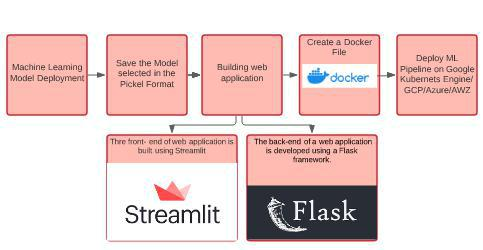 Machine Learning
Model Deployment
Save the Model
selected in the
Pickel Format
Building web
application
Create a Docker
File
docker
Deploy ML
Pipeline on Google
Kubernets Engine/
GCP/Azure/AWZ
Thre front- end of web application is
built using Streamlit
Streamlit
The back-end of a web application
is developed using a Flask
framework.
Flask